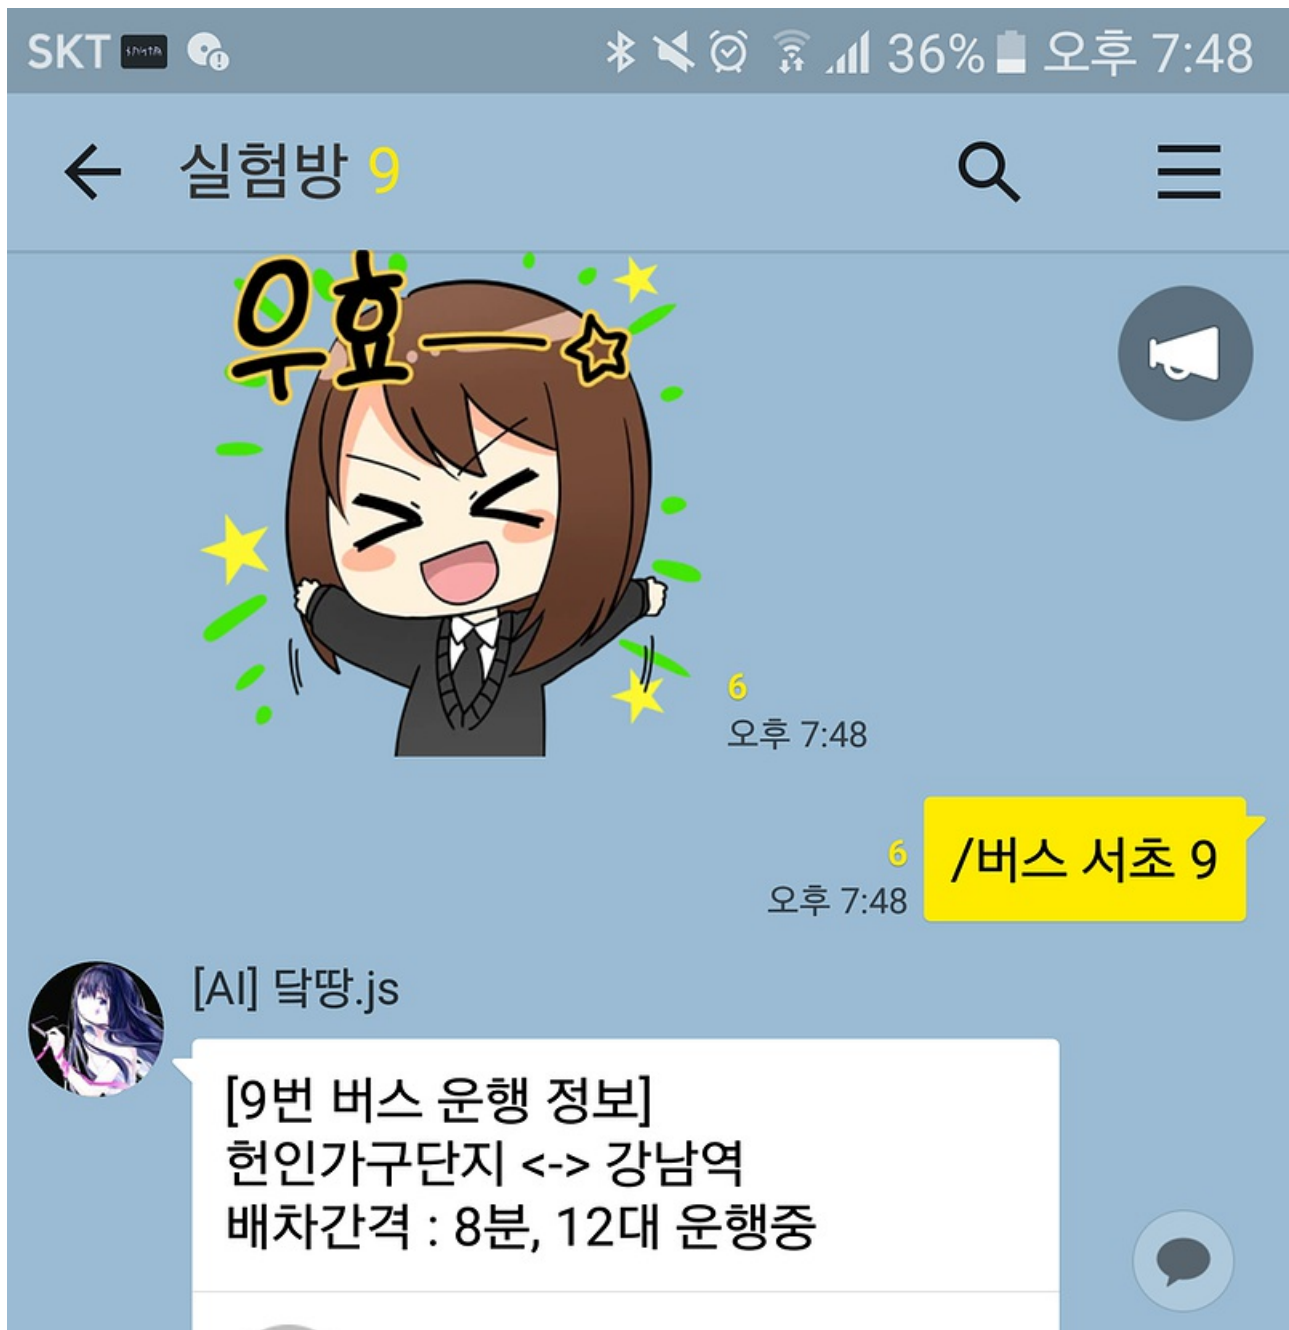 SKT 36% 오후 7:48
실험방 9
우효—☆
6
오후 7:48
/버스 서초 9
6
오후 7:48
[AI] 닼땅.js
[9번 버스 운행 정보]
헌인가구단지 <-> 강남역
배차간격 : 8분, 12대 운행중